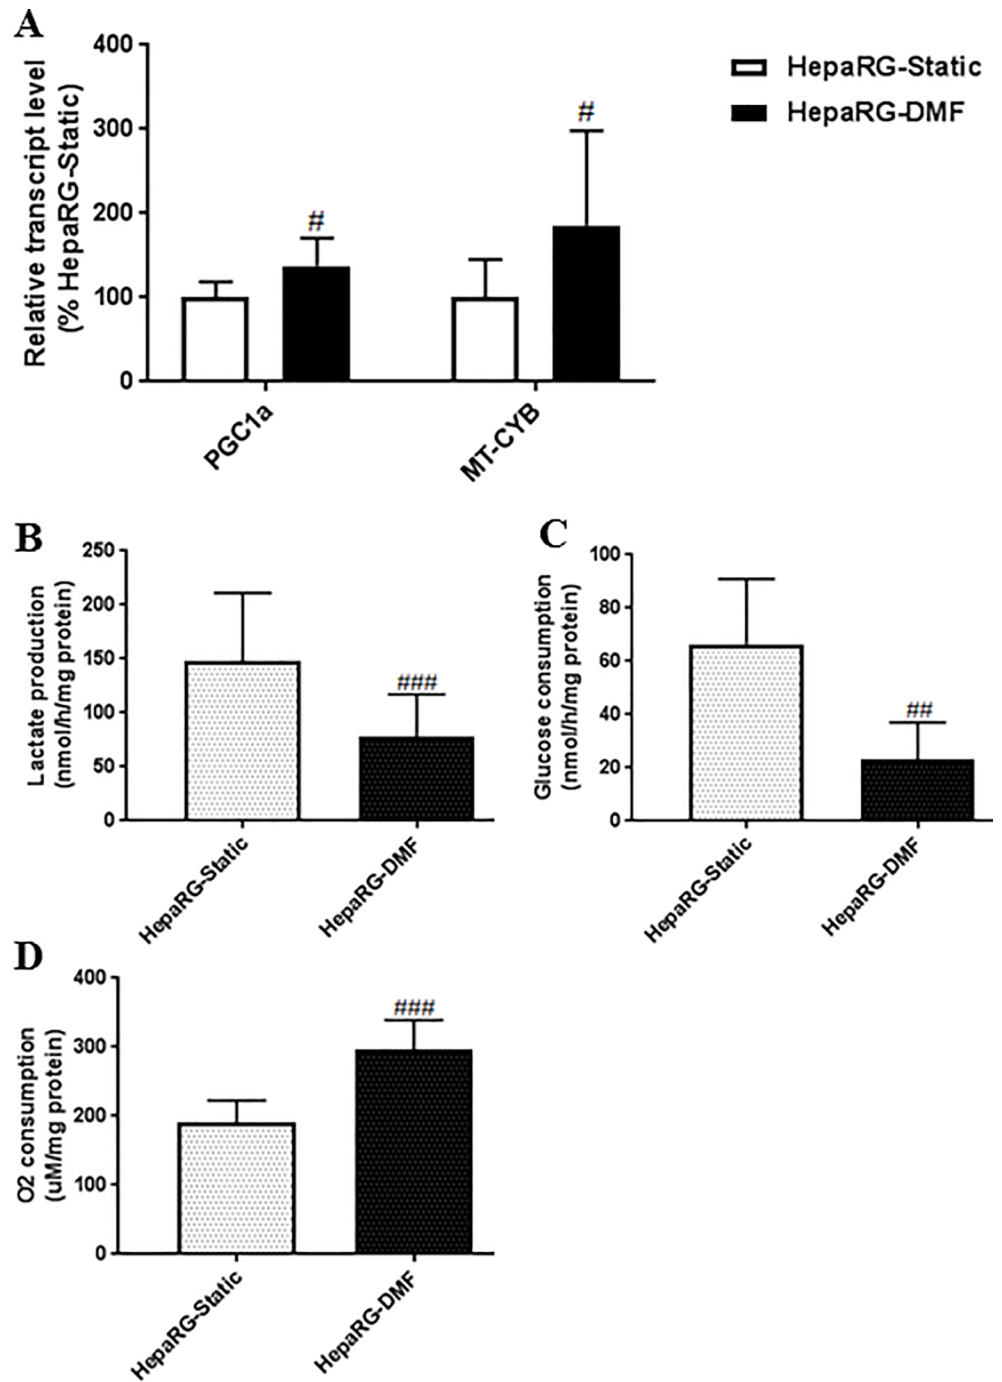 A
Relative transcript level
(% HepaRG-Static)
400
300
200
100
0
#
#
PGC1a
MT-CYB
HepaRG-Static
HepaRG-DMF
B
Lactate production
(nmol/h/mg protein)
250
200
150
100
50
0
###
HepaRG-Static
HepaRG-DMF
C
Glucose consumption
(nmol/h/mg protein)
100
80
60
40
20
0
##
HepaRG-Static
HepaRG-DMF
D
O2 consumption
(uM/mg protein)
400
300
200
100
0
###
HepaRG-Static
HepaRG-DMF